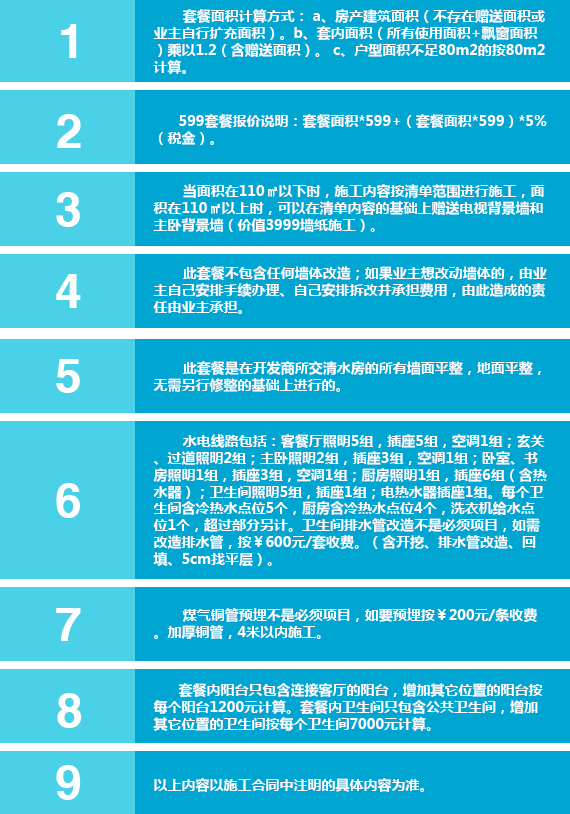 1
套餐面积计算方式： a、房产建筑面积（不存在赠送面积或
业主自行扩充面积）。b、套内面积（所有使用面积+飘窗面积
）乘以1.2（含赠送面积）。 c、户型面积不足80m2的按80m2
计算。
2
599套餐报价说明：套餐面积*599+（套餐面积*599）*5%
（税金）。
3
当面积在110㎡以下时，施工内容按清单范围进行施工，面
积在110㎡以上时，可以在清单内容的基础上赠送电视背景墙和
主卧背景墙（价值3999墙纸施工）。
4
此套餐不包含任何墙体改造；如果业主想改动墙体的，由业
主自己安排手续办理、自己安排拆改并承担费用，由此造成的责
任由业主承担。
5
此套餐是在开发商所交清水房的所有墙面平整，地面平整，
无需另行修整的基础上进行的。
6
水电线路包括：客餐厅照明5组，插座5组，空调1组；玄关
、过道照明2组；主卧照明2组，插座3组，空调1组；卧室、书
房照明1组，插座3组，空调1组；厨房照明1组，插座6组（含热
水器）；卫生间照明5组，插座1组；电热水器插座1组。每个卫
生间含冷热水点位5个，厨房含冷热水点位4个，洗衣机给水点
位1个，超过部分另计。卫生间排水管改造不是必须项目，如需
改造排水管，按￥600元/套收费。（含开挖、排水管改造、回
填、5cm找平层）。
7
煤气铜管预埋不是必须项目，如要预埋按￥200元/条收费
。加厚铜管，4米以内施工。
8
套餐内阳台只包含连接客厅的阳台，增加其它位置的阳台按
每个阳台1200元计算。套餐内卫生间只包含公共卫生间，增加
其它位置的卫生间按每个卫生间7000元计算。
9
以上内容以施工合同中注明的具体内容为准。